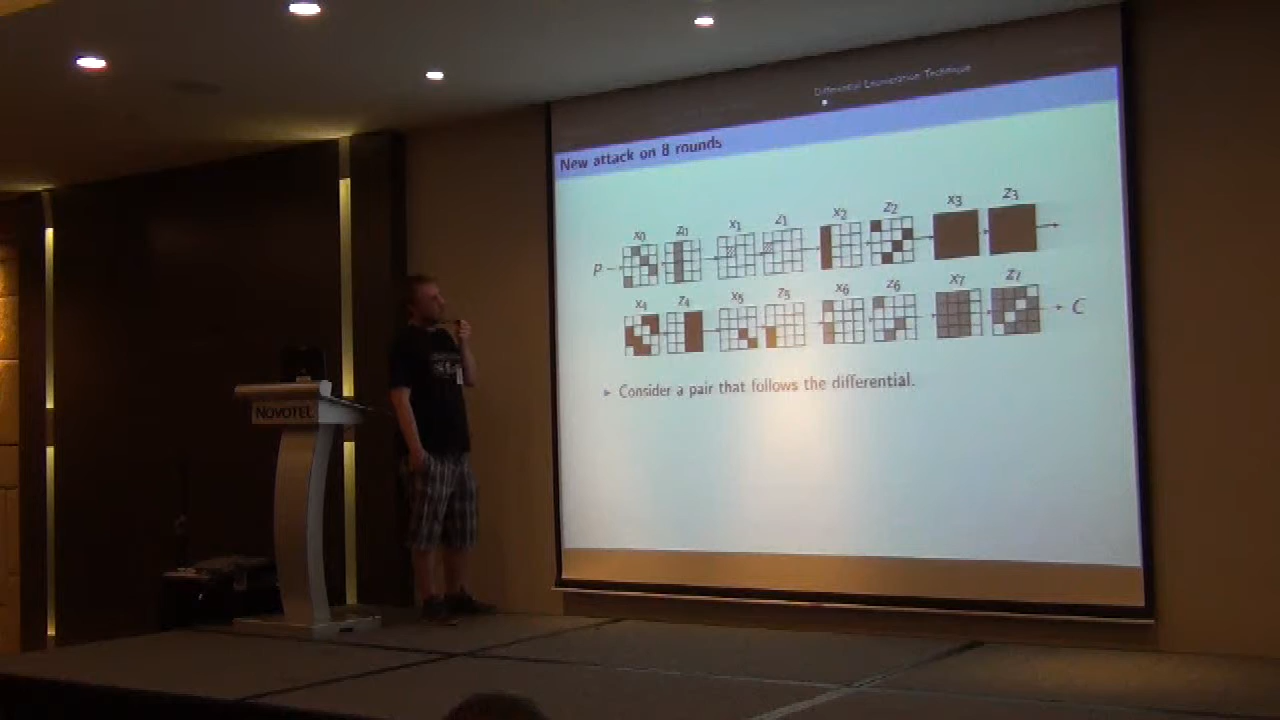 Differential Enumeration Technique
New attack on 8 rounds
x0 z0 x1 z1 x2 z2 x3 z3
P
x4 z4 x5 z5 x6 z6 x7 z7
C
Consider a pair that follows the differential.
NOVOTEL